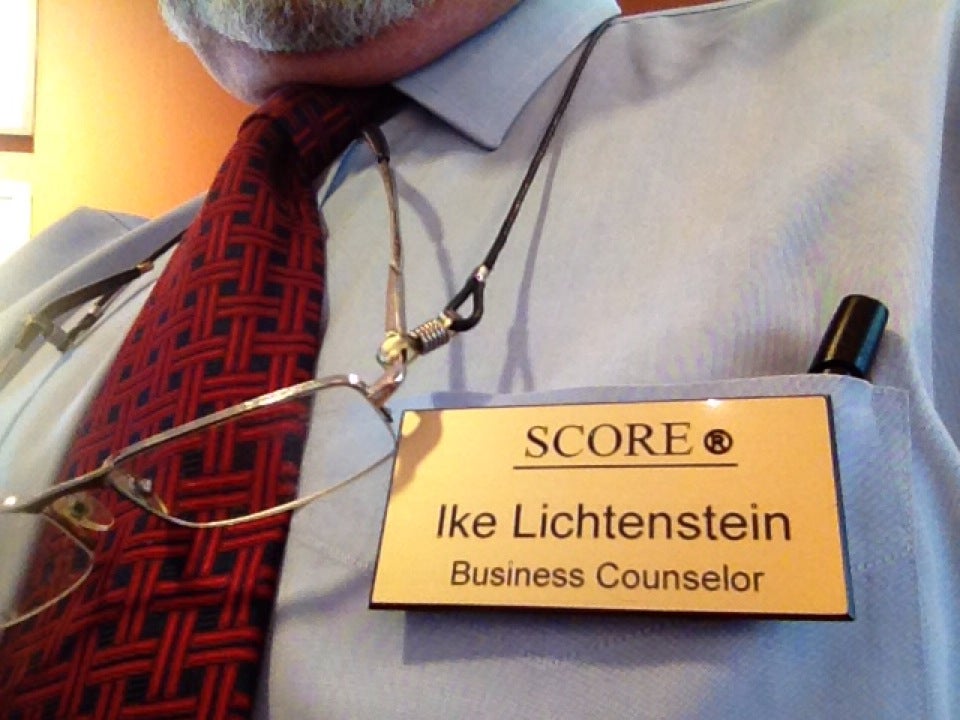 SCORE ®
Ike Lichtenstein
Business Counselor